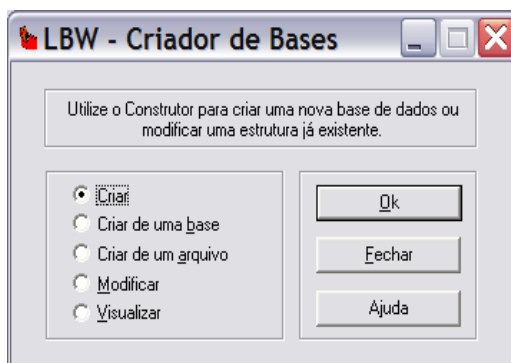 LBW - Criador de Bases
Utilize o Construtor para criar uma nova base de dados ou
modificar uma estrutura já existente.
Criar
Criar de uma base
Criar de um arquivo
Modificar
Visualizar
Ok
Fechar
Ajuda